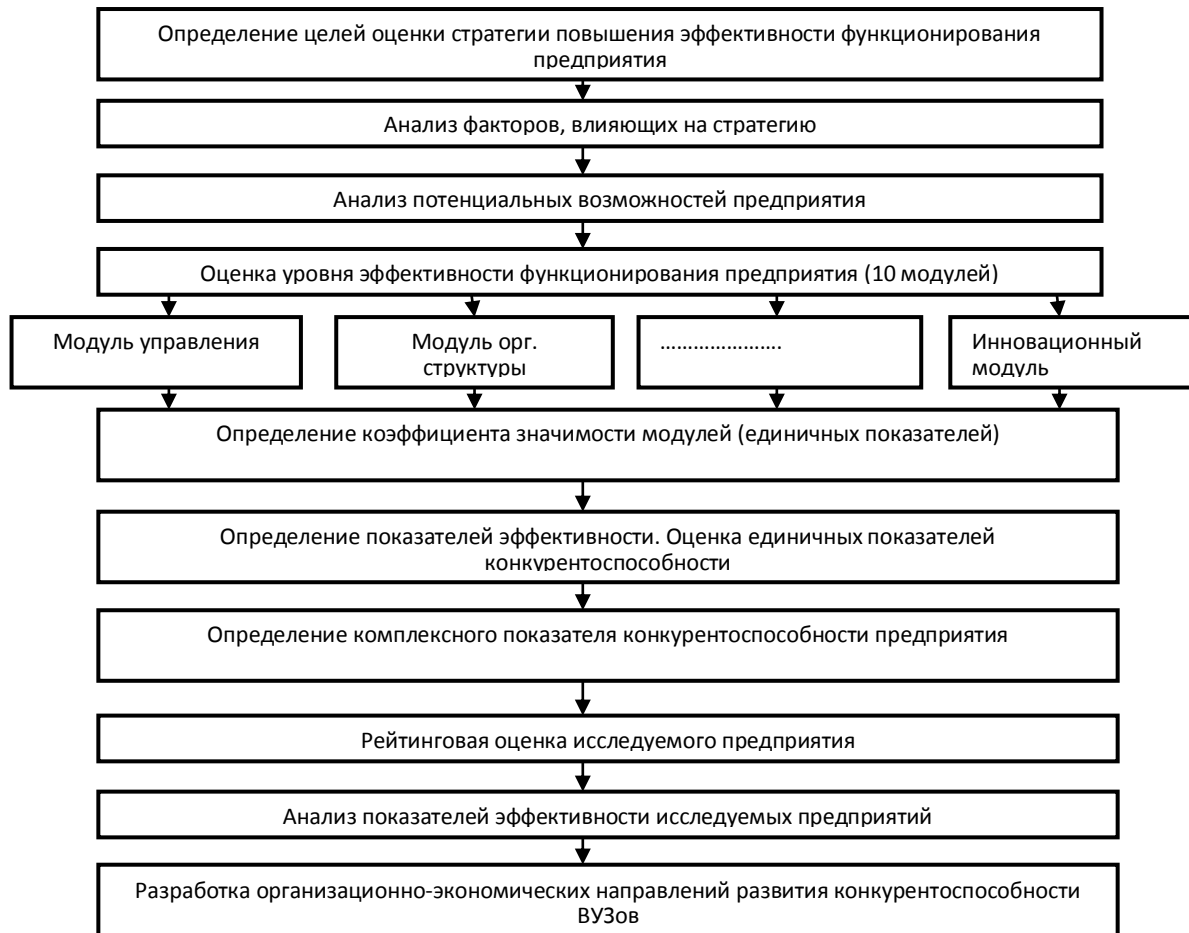 Определение целей оценки стратегии повышения эффективности функционирования
предприятия
Анализ факторов, влияющих на стратегию
Анализ потенциальных возможностей предприятия
Оценка уровня эффективности функционирования предприятия (10 модулей)
Модуль управления
Модуль орг.
структуры
………………….
Инновационный
модуль
Определение коэффициента значимости модулей (единичных показателей)
Определение показателей эффективности. Оценка единичных показателей
конкурентоспособности
Определение комплексного показателя конкурентоспособности предприятия
Рейтинговая оценка исследуемого предприятия
Анализ показателей эффективности исследуемых предприятий
Разработка организационно-экономических направлений развития конкурентоспособности
ВУЗов